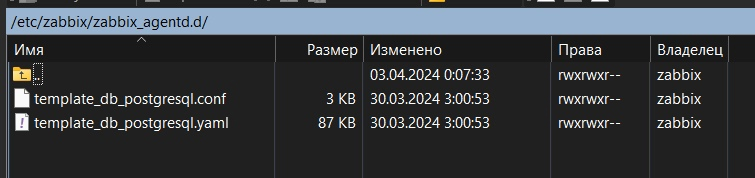 /etc/zabbix/zabbix_agentd.d/
Имя Размер Изменено Права Владелец
.. 03.04.2024 0:07:33 rwxrwxr-- zabbix
template_db_postgresql.conf 3 KB 30.03.2024 3:00:53 rwxrwxr-- zabbix
template_db_postgresql.yaml 87 KB 30.03.2024 3:00:53 rwxrwxr-- zabbix